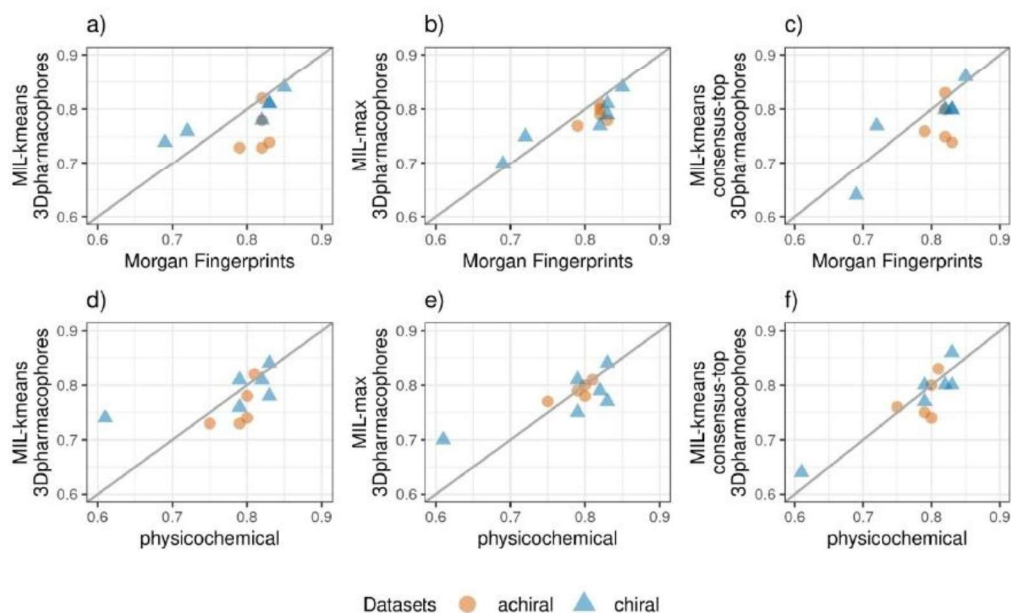 a)
0.9
0.8
0.7
0.6
MIL-kmeans
3Dpharmacophores
0.6 0.7 0.8 0.9
Morgan Fingerprints
b)
0.9
0.8
0.7
0.6
MIL-max
3Dpharmacophores
0.6 0.7 0.8 0.9
Morgan Fingerprints
c)
0.9
0.8
0.7
0.6
MIL-kmeans
consensus-top
3Dpharmacophores
0.6 0.7 0.8 0.9
Morgan Fingerprints
d)
0.9
0.8
0.7
0.6
MIL-kmeans
3Dpharmacophores
0.6 0.7 0.8 0.9
physicochemical
e)
0.9
0.8
0.7
0.6
MIL-max
3Dpharmacophores
0.6 0.7 0.8 0.9
physicochemical
f)
0.9
0.8
0.7
0.6
MIL-kmeans
consensus-top
3Dpharmacophores
0.6 0.7 0.8 0.9
physicochemical
Datasets achiral chiral